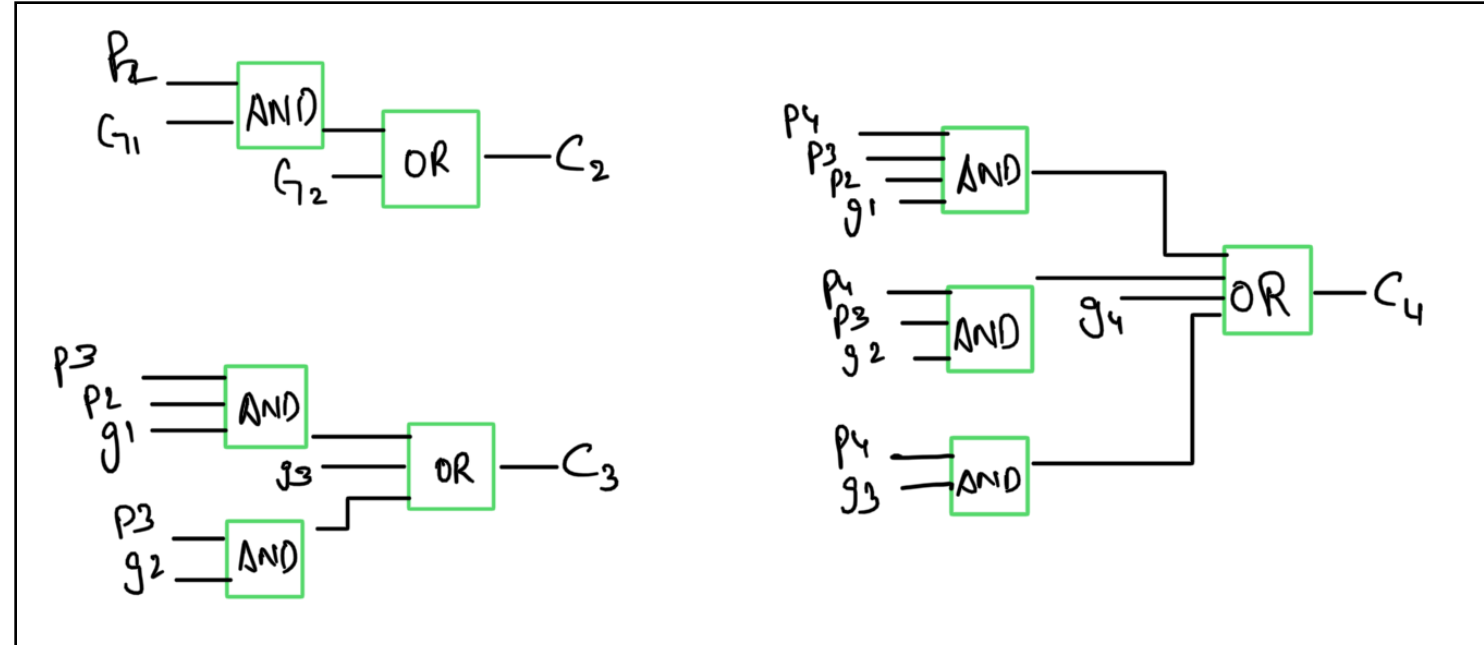 P2
G1
AND
G2
OR
C2
p3
p2
g1
AND
g3
p3
g2
AND
OR
C3
p4
p3
p2
g1
AND
p4
p3
g2
AND
g4
p4
g3
AND
OR
C4